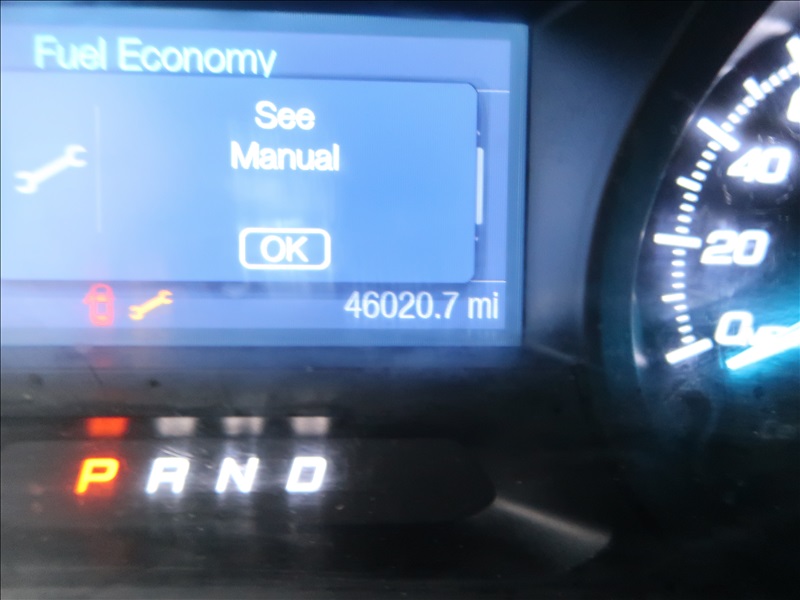 Fuel Economy
See
Manual
OK
46020.7 mi
40
20
0
P R N D